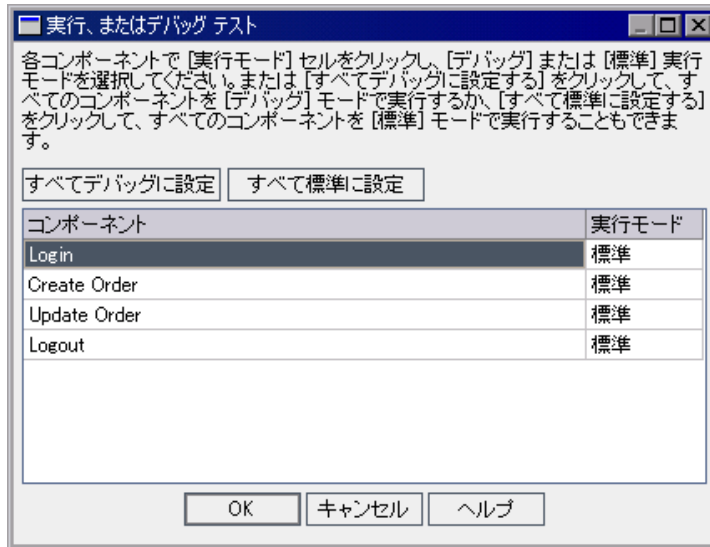 実行、またはデバッグ テスト
各コンポーネントで [実行モード] セルをクリックし、[デバッグ] または [標準] 実行
モードを選択してください。または [すべてデバッグに設定する] をクリックして、す
べてのコンポーネントを [デバッグ] モードで実行するか、[すべて標準に設定する]
をクリックして、すべてのコンポーネントを [標準] モードで実行することもできま
す。
すべてデバッグに設定 すべて標準に設定
コンポーネント 実行モード
Login 標準
Create Order 標準
Update Order 標準
Logout 標準
OK キャンセル ヘルプ